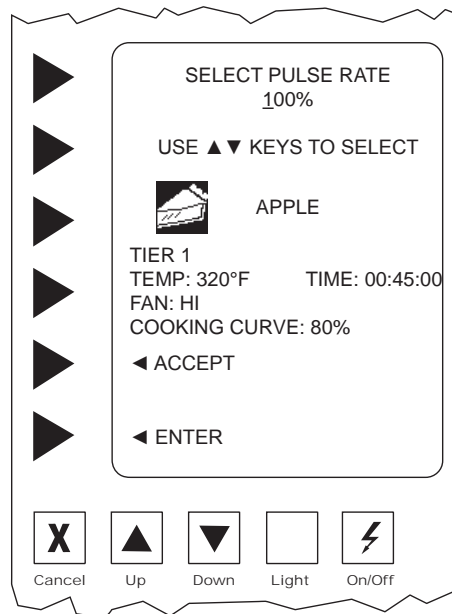 SELECT PULSE RATE
100%
USE ▲▼ KEYS TO SELECT
APPLE
TIER 1
TEMP: 320°F TIME: 00:45:00
FAN: HI
COOKING CURVE: 80%
◄ ACCEPT
◄ ENTER
X
Cancel Up Down Light On/Off